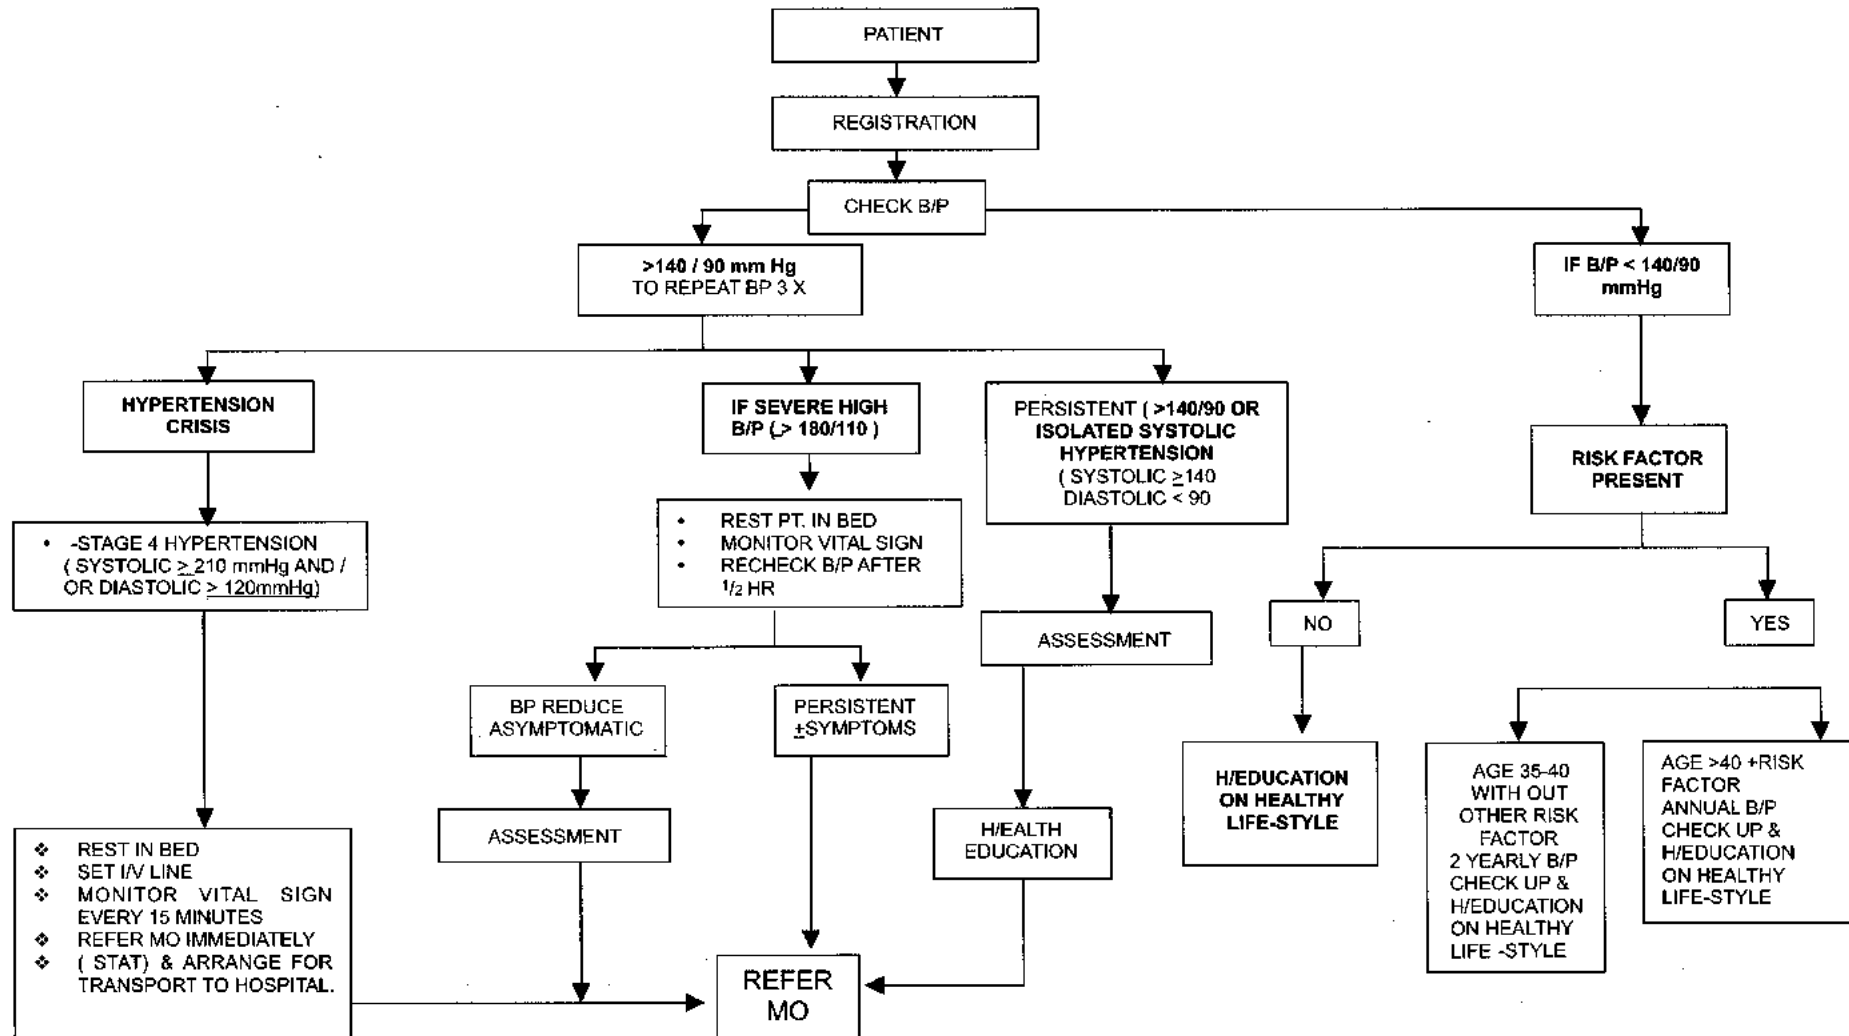 PATIENT
REGISTRATION
CHECK B/P
>140 / 90 mm Hg
TO REPEAT BP 3 X
IF B/P < 140/90
mmHg
HYPERTENSION
CRISIS
IF SEVERE HIGH
B/P (≥ 180/110 )
PERSISTENT ( >140/90 OR
ISOLATED SYSTOLIC
HYPERTENSION
( SYSTOLIC ≥140
DIASTOLIC < 90
RISK FACTOR
PRESENT
• -STAGE 4 HYPERTENSION
( SYSTOLIC ≥ 210 mmHg AND /
OR DIASTOLIC ≥ 120mmHg)
• REST PT. IN BED
• MONITOR VITAL SIGN
• RECHECK B/P AFTER
1/2 HR
ASSESSMENT
NO
YES
BP REDUCE
ASYMPTOMATIC
PERSISTENT
±SYMPTOMS
ASSESSMENT
H/EALTH
EDUCATION
H/EDUCATION
ON HEALTHY
LIFE-STYLE
AGE 35-40
WITH OUT
OTHER RISK
FACTOR
2 YEARLY B/P
CHECK UP &
H/EDUCATION
ON HEALTHY
LIFE -STYLE
AGE >40 +RISK
FACTOR
ANNUAL B/P
CHECK UP &
H/EDUCATION
ON HEALTHY
LIFE-STYLE
❖ REST IN BED
❖ SET I/V LINE
❖ MONITOR VITAL SIGN
EVERY 15 MINUTES
❖ REFER MO IMMEDIATELY
❖ ( STAT) & ARRANGE FOR
TRANSPORT TO HOSPITAL.
REFER
MO